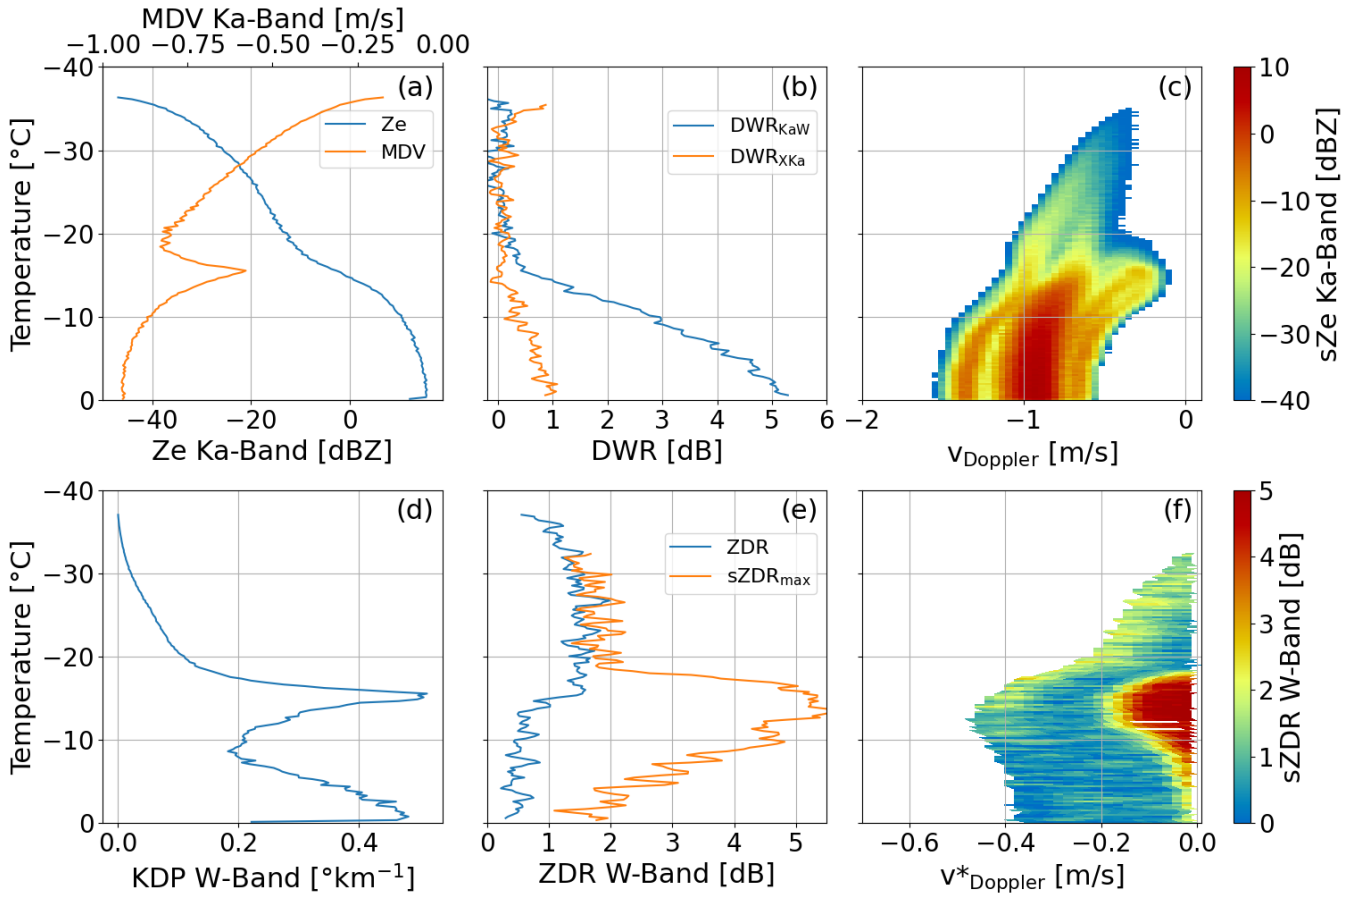 MDV Ka-Band [m/s]
−1.00 −0.75 −0.50 −0.25 0.00
(a)
Ze
MDV
−40
−30
−20
−10
0
Temperature [°C]
−40 −20 0
Ze Ka-Band [dBZ]
(b)
DWR_KaW
DWR_XKa
0 1 2 3 4 5 6
DWR [dB]
(c)
−2 −1 0
v_Doppler [m/s]
10
0
−10
−20
−30
−40
sZe Ka-Band [dBZ]
(d)
−40
−30
−20
−10
0
Temperature [°C]
0.0 0.2 0.4
KDP W-Band [°km⁻¹]
(e)
ZDR
sZDR_max
0 1 2 3 4 5
ZDR W-Band [dB]
(f)
−0.6 −0.4 −0.2 0.0
v*_Doppler [m/s]
5
4
3
2
1
0
sZDR W-Band [dB]